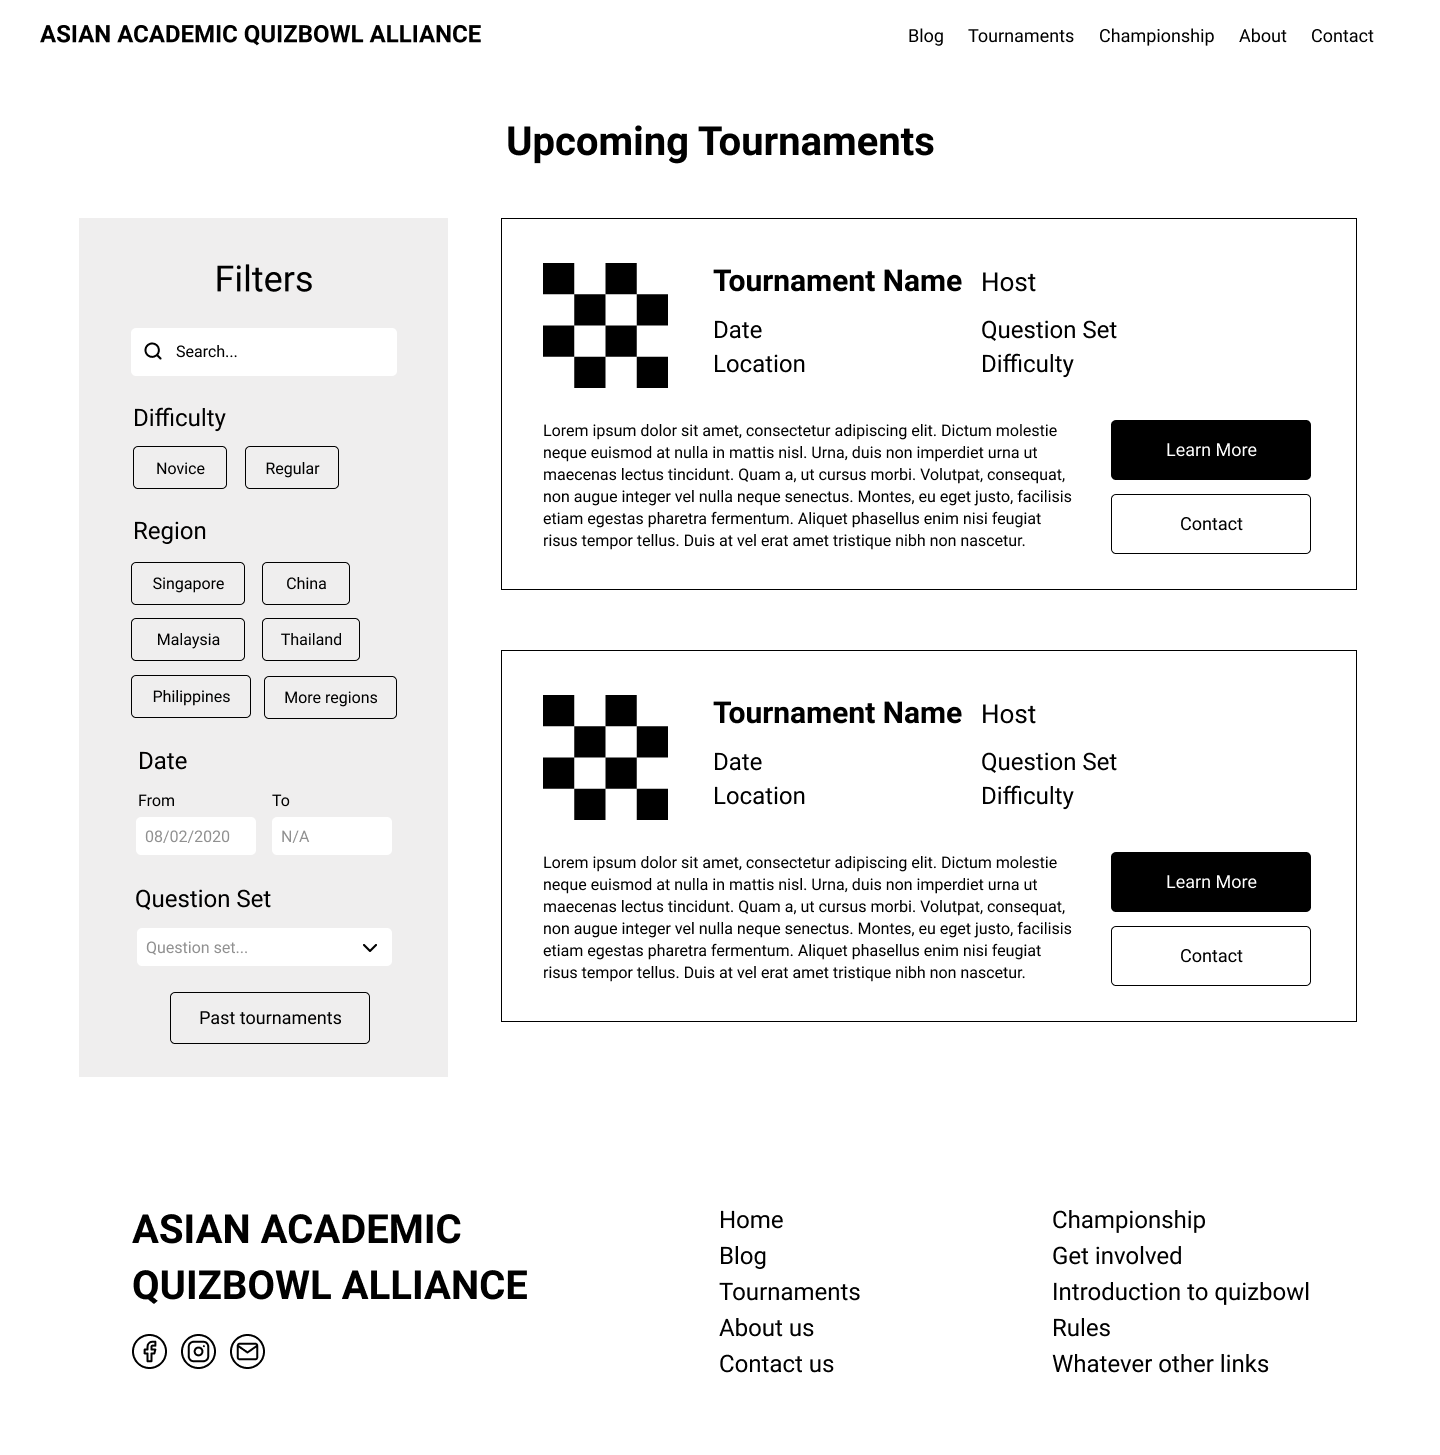 ASIAN ACADEMIC QUIZBOWL ALLIANCE
Blog Tournaments Championship About Contact
Upcoming Tournaments
Filters
Search...
Difficulty
Novice Regular
Region
Singapore China
Malaysia Thailand
Philippines More regions
Date
From To
08/02/2020 N/A
Question Set
Question set...
Past tournaments
Tournament Name Host
Date Question Set
Location Difficulty
Lorem ipsum dolor sit amet, consectetur adipiscing elit. Dictum molestie
neque euismod at nulla in mattis nisl. Urna, duis non imperdiet urna ut
maecenas lectus tincidunt. Quam a, ut cursus morbi. Volutpat, consequat,
non augue integer vel nulla neque senectus. Montes, eu eget justo, facilisis
etiam egestas pharetra fermentum. Aliquet phasellus enim nisi feugiat
risus tempor tellus. Duis at vel erat amet tristique nibh non nascetur.
Learn More
Contact
Tournament Name Host
Date Question Set
Location Difficulty
Lorem ipsum dolor sit amet, consectetur adipiscing elit. Dictum molestie
neque euismod at nulla in mattis nisl. Urna, duis non imperdiet urna ut
maecenas lectus tincidunt. Quam a, ut cursus morbi. Volutpat, consequat,
non augue integer vel nulla neque senectus. Montes, eu eget justo, facilisis
etiam egestas pharetra fermentum. Aliquet phasellus enim nisi feugiat
risus tempor tellus. Duis at vel erat amet tristique nibh non nascetur.
Learn More
Contact
ASIAN ACADEMIC
QUIZBOWL ALLIANCE
Home
Blog
Tournaments
About us
Contact us
Championship
Get involved
Introduction to quizbowl
Rules
Whatever other links